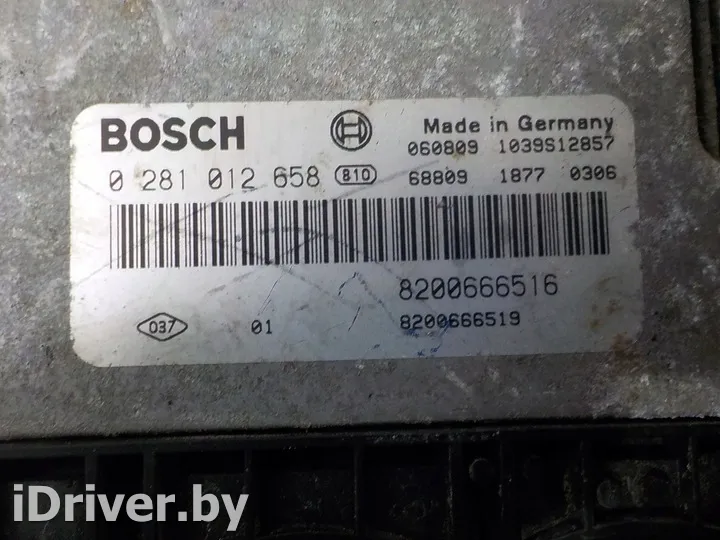 BOSCH
Made in Germany
060809 1039S12857
0 281 012 658 B10
68809 1877 0306
8200666516
037 01 8200666519
iDriver.by